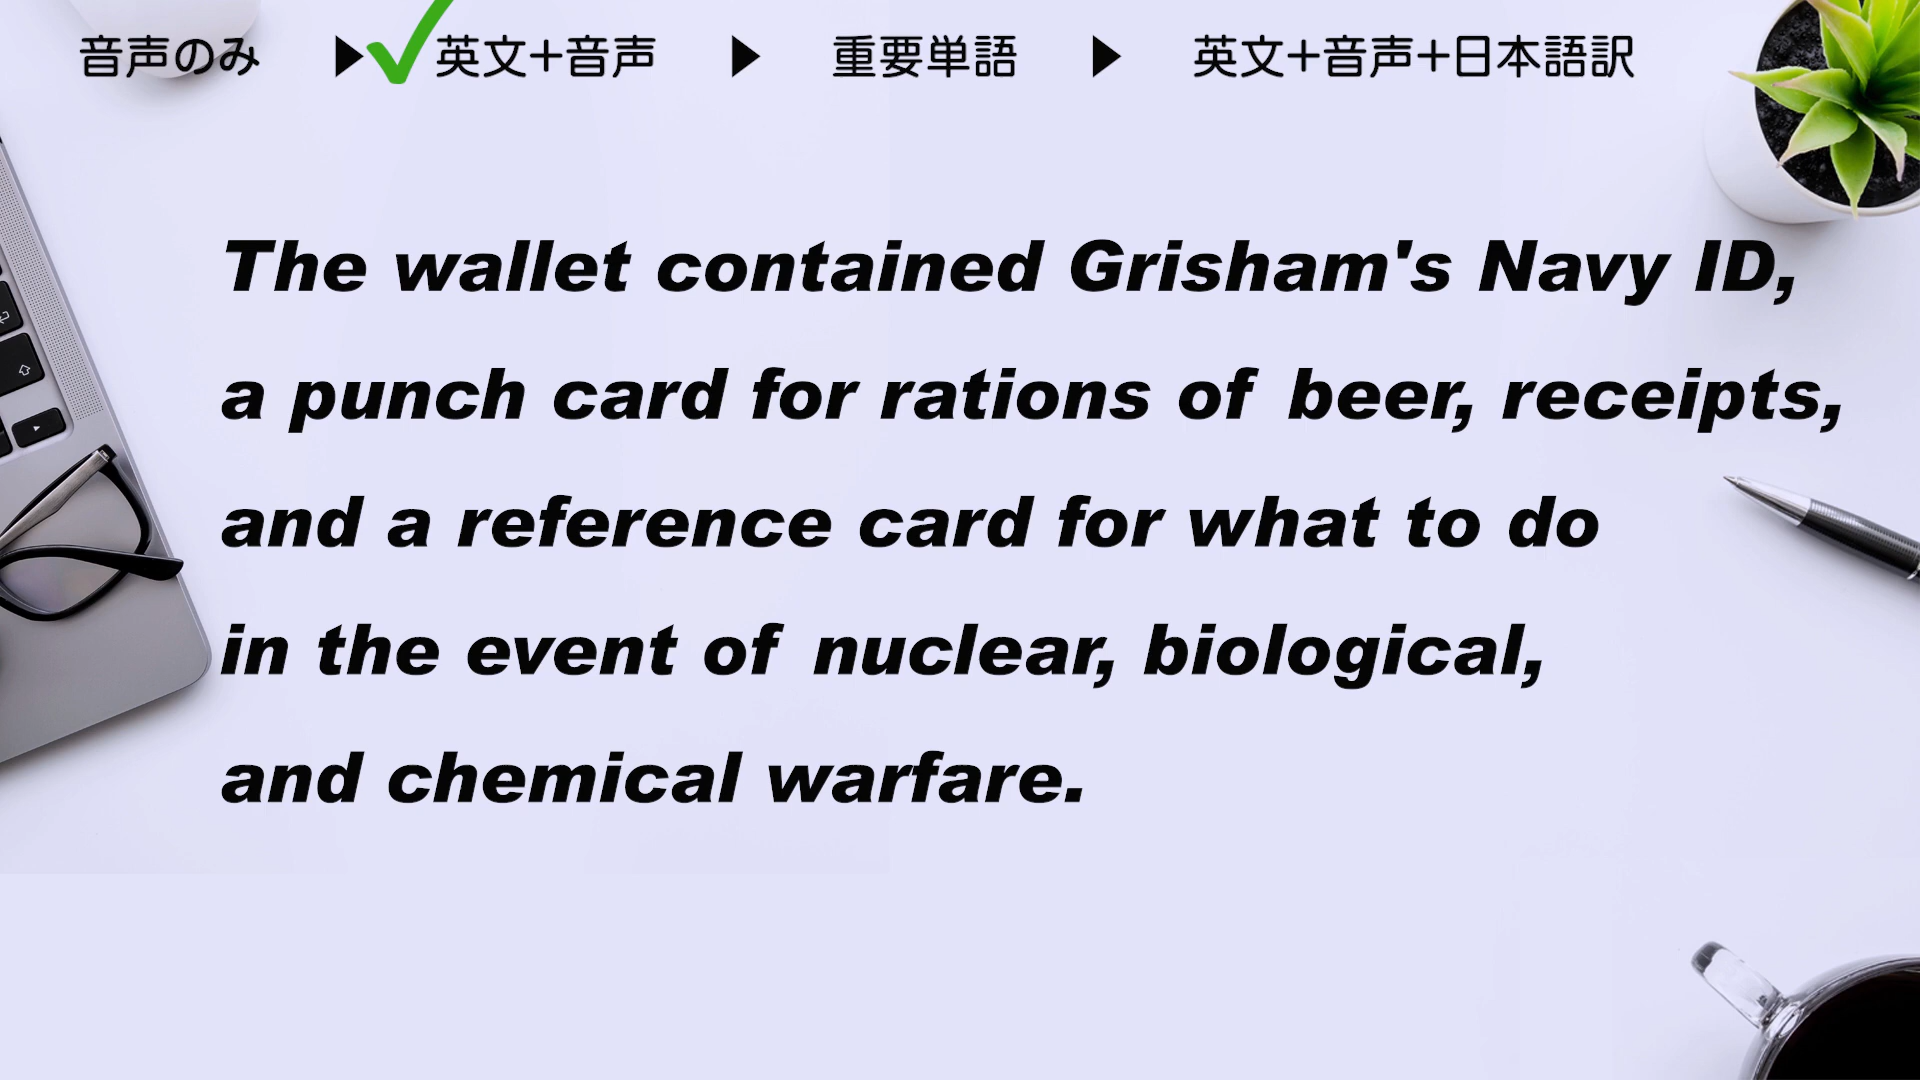 音声のみ ▶ ✓英文+音声 ▶ 重要単語 ▶ 英文+音声+日本語訳
The wallet contained Grisham's Navy ID,
a punch card for rations of beer, receipts,
and a reference card for what to do
in the event of nuclear, biological,
and chemical warfare.